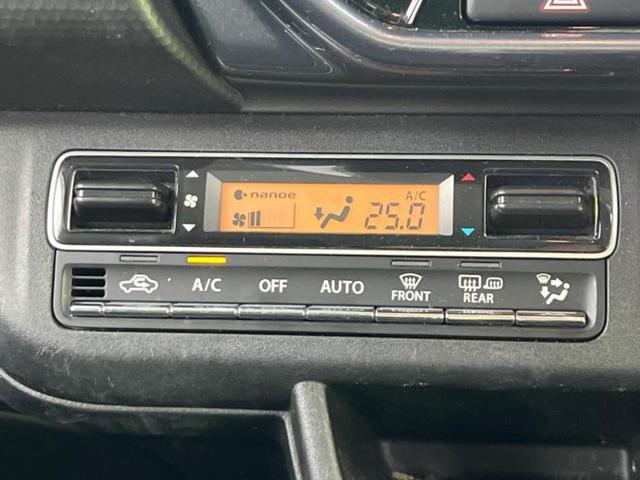 nanoe
A/C
25.0
A/C OFF AUTO FRONT REAR